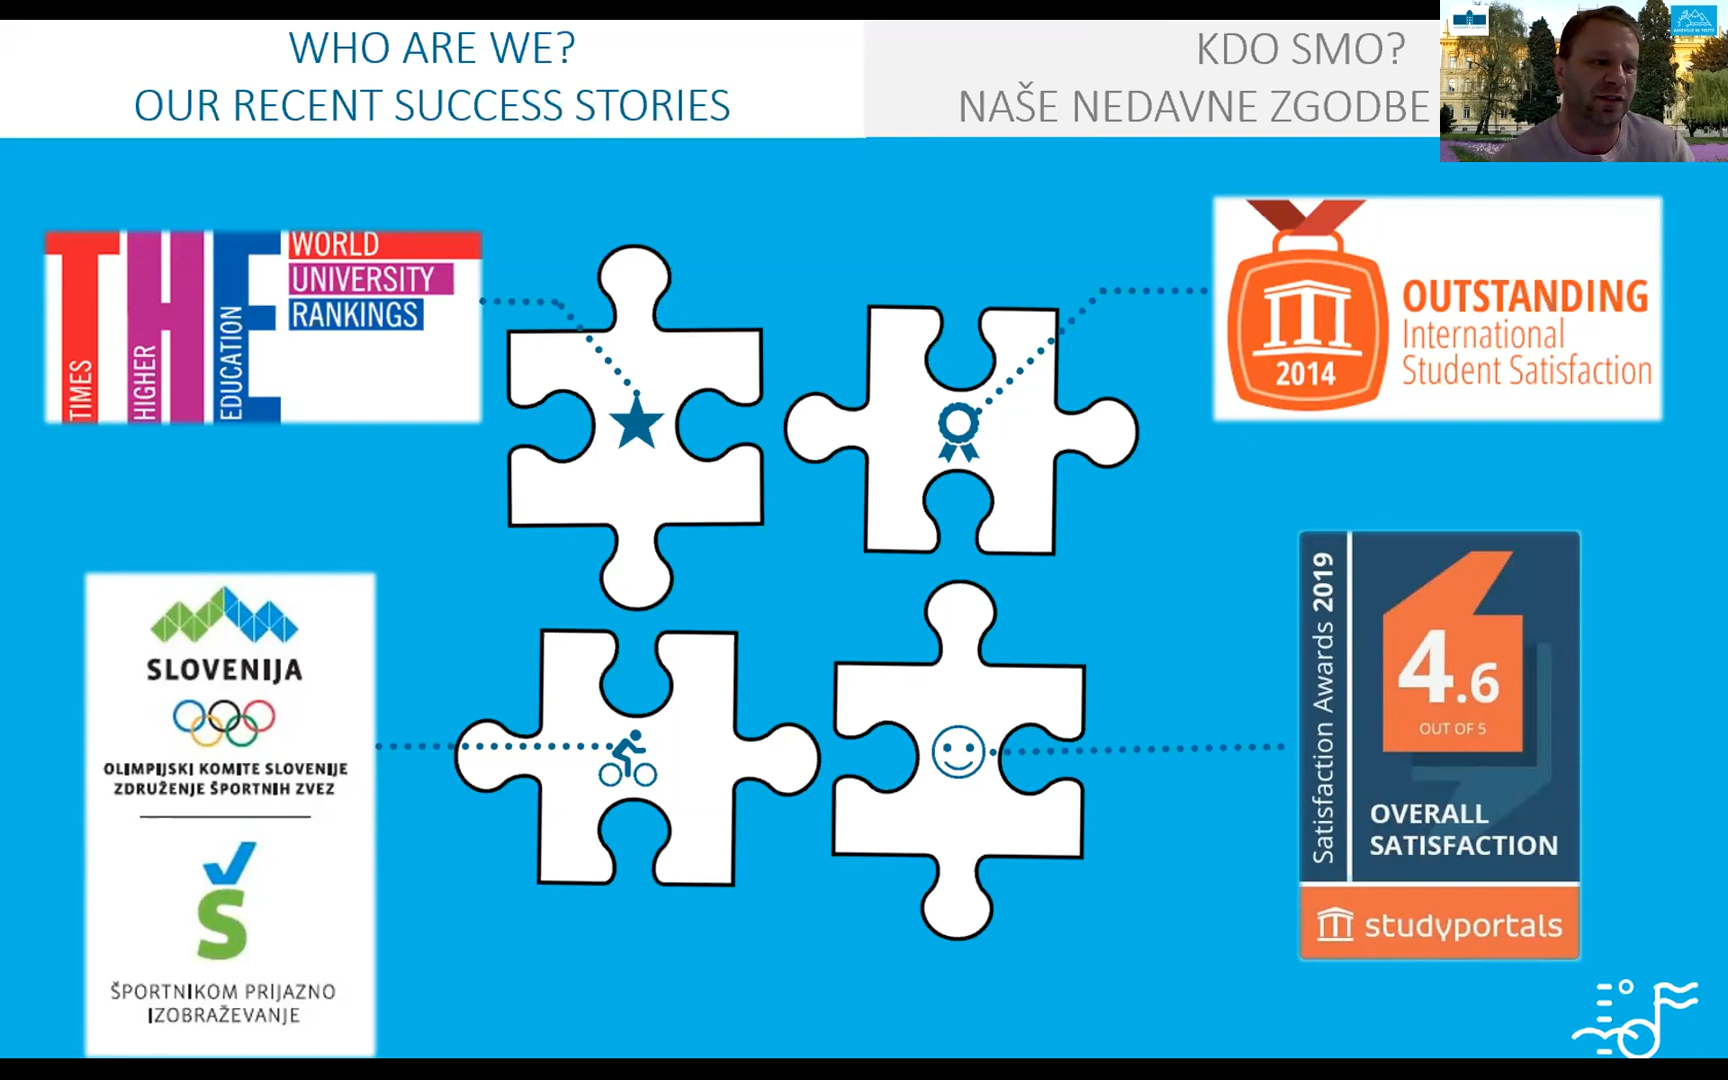 WHO ARE WE?
OUR RECENT SUCCESS STORIES
KDO SMO?
NAŠE NEDAVNE ZGODBE
TIMES
HIGHER
EDUCATION
WORLD
UNIVERSITY
RANKINGS
2014
OUTSTANDING
International
Student Satisfaction
SLOVENIJA
OLIMPIJSKI KOMITE SLOVENIJE
ZDRUŽENJE ŠPORTNIH ZVEZ
Š
ŠPORTNIKOM PRIJAZNO
IZOBRAŽEVANJE
Satisfaction Awards 2019
4.6
OUT OF 5
OVERALL
SATISFACTION
studyportals